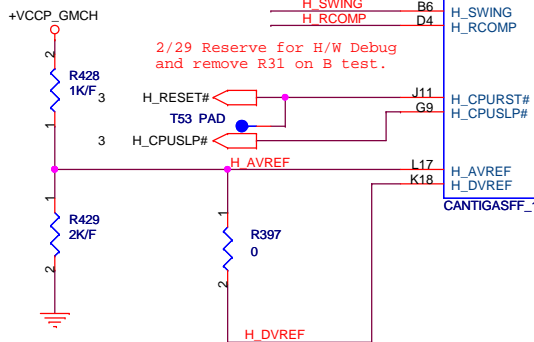 +VCCP_GMCH
H_SWING
B6
H_SWING
H_RCOMP
D4
H_RCOMP
2/29 Reserve for H/W Debug
and remove R31 on B test.
2
R428
1K/F
1
3
H_RESET#
J11
H_CPURST#
G9
H_CPUSLP#
T53 PAD
3
H_CPUSLP#
H_AVREF
L17
H_AVREF
K18
H_DVREF
CANTIGASFF_1
1
R429
2K/F
2
1
R397
0
2
H_DVREF